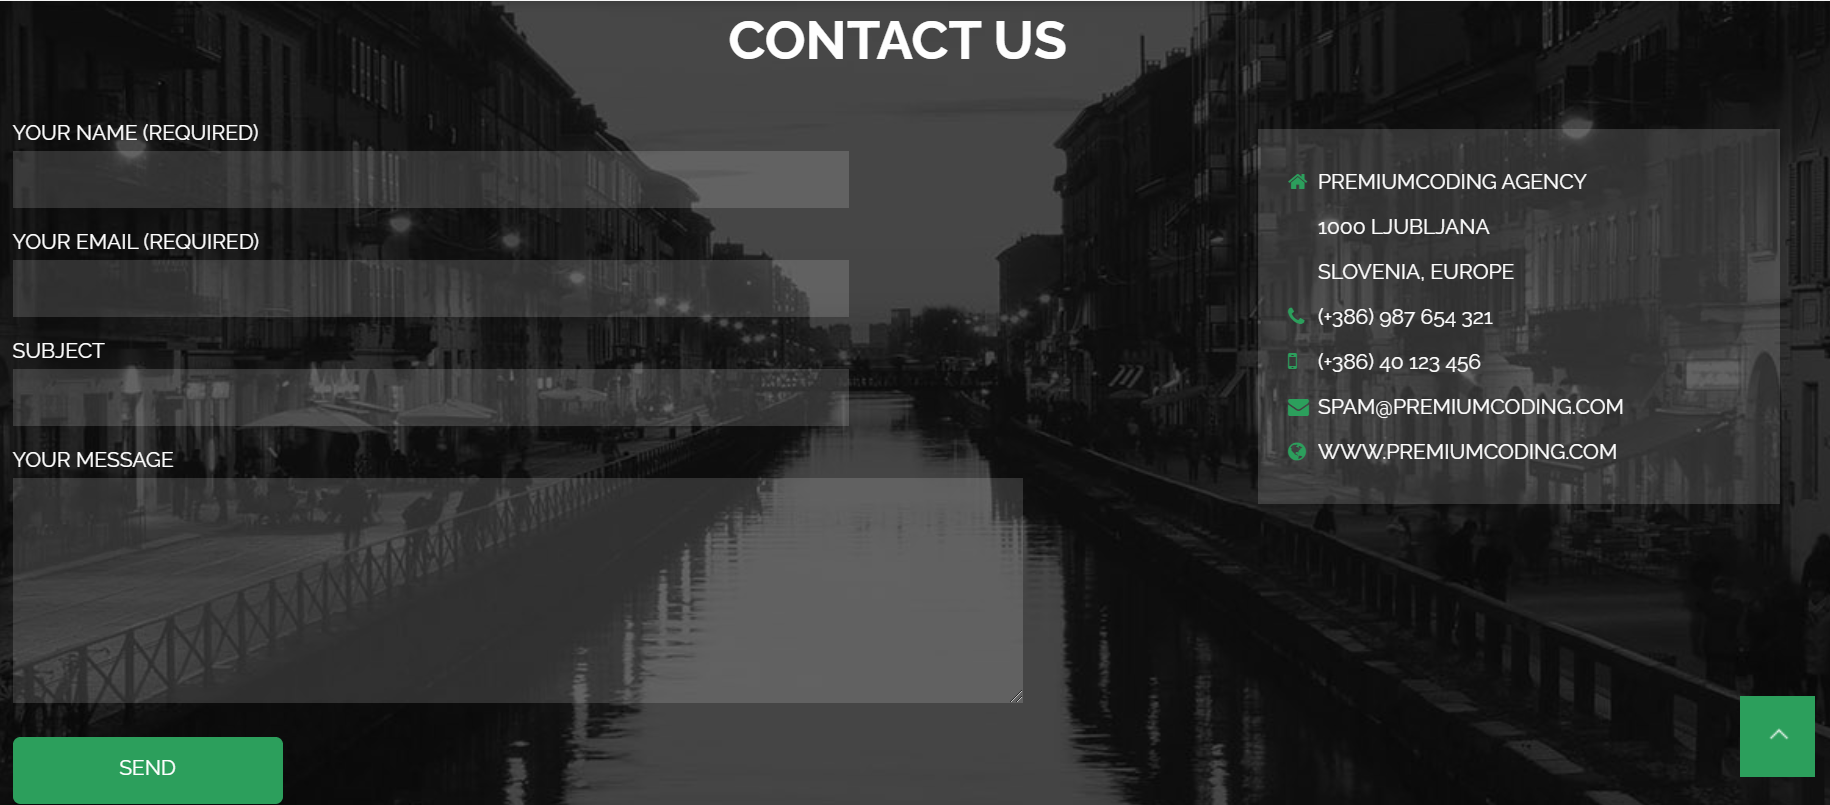 CONTACT US
YOUR NAME (REQUIRED)
YOUR EMAIL (REQUIRED)
SUBJECT
YOUR MESSAGE
SEND
PREMIUMCODING AGENCY
1000 LJUBLJANA
SLOVENIA, EUROPE
(+386) 987 654 321
(+386) 40 123 456
SPAM@PREMIUMCODING.COM
WWW.PREMIUMCODING.COM